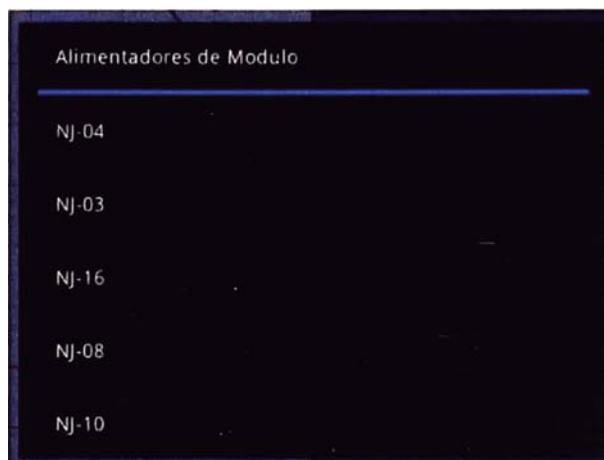 Alimentadores de Modulo
NJ-04
NJ-03
NJ-16
NJ-08
NJ-10